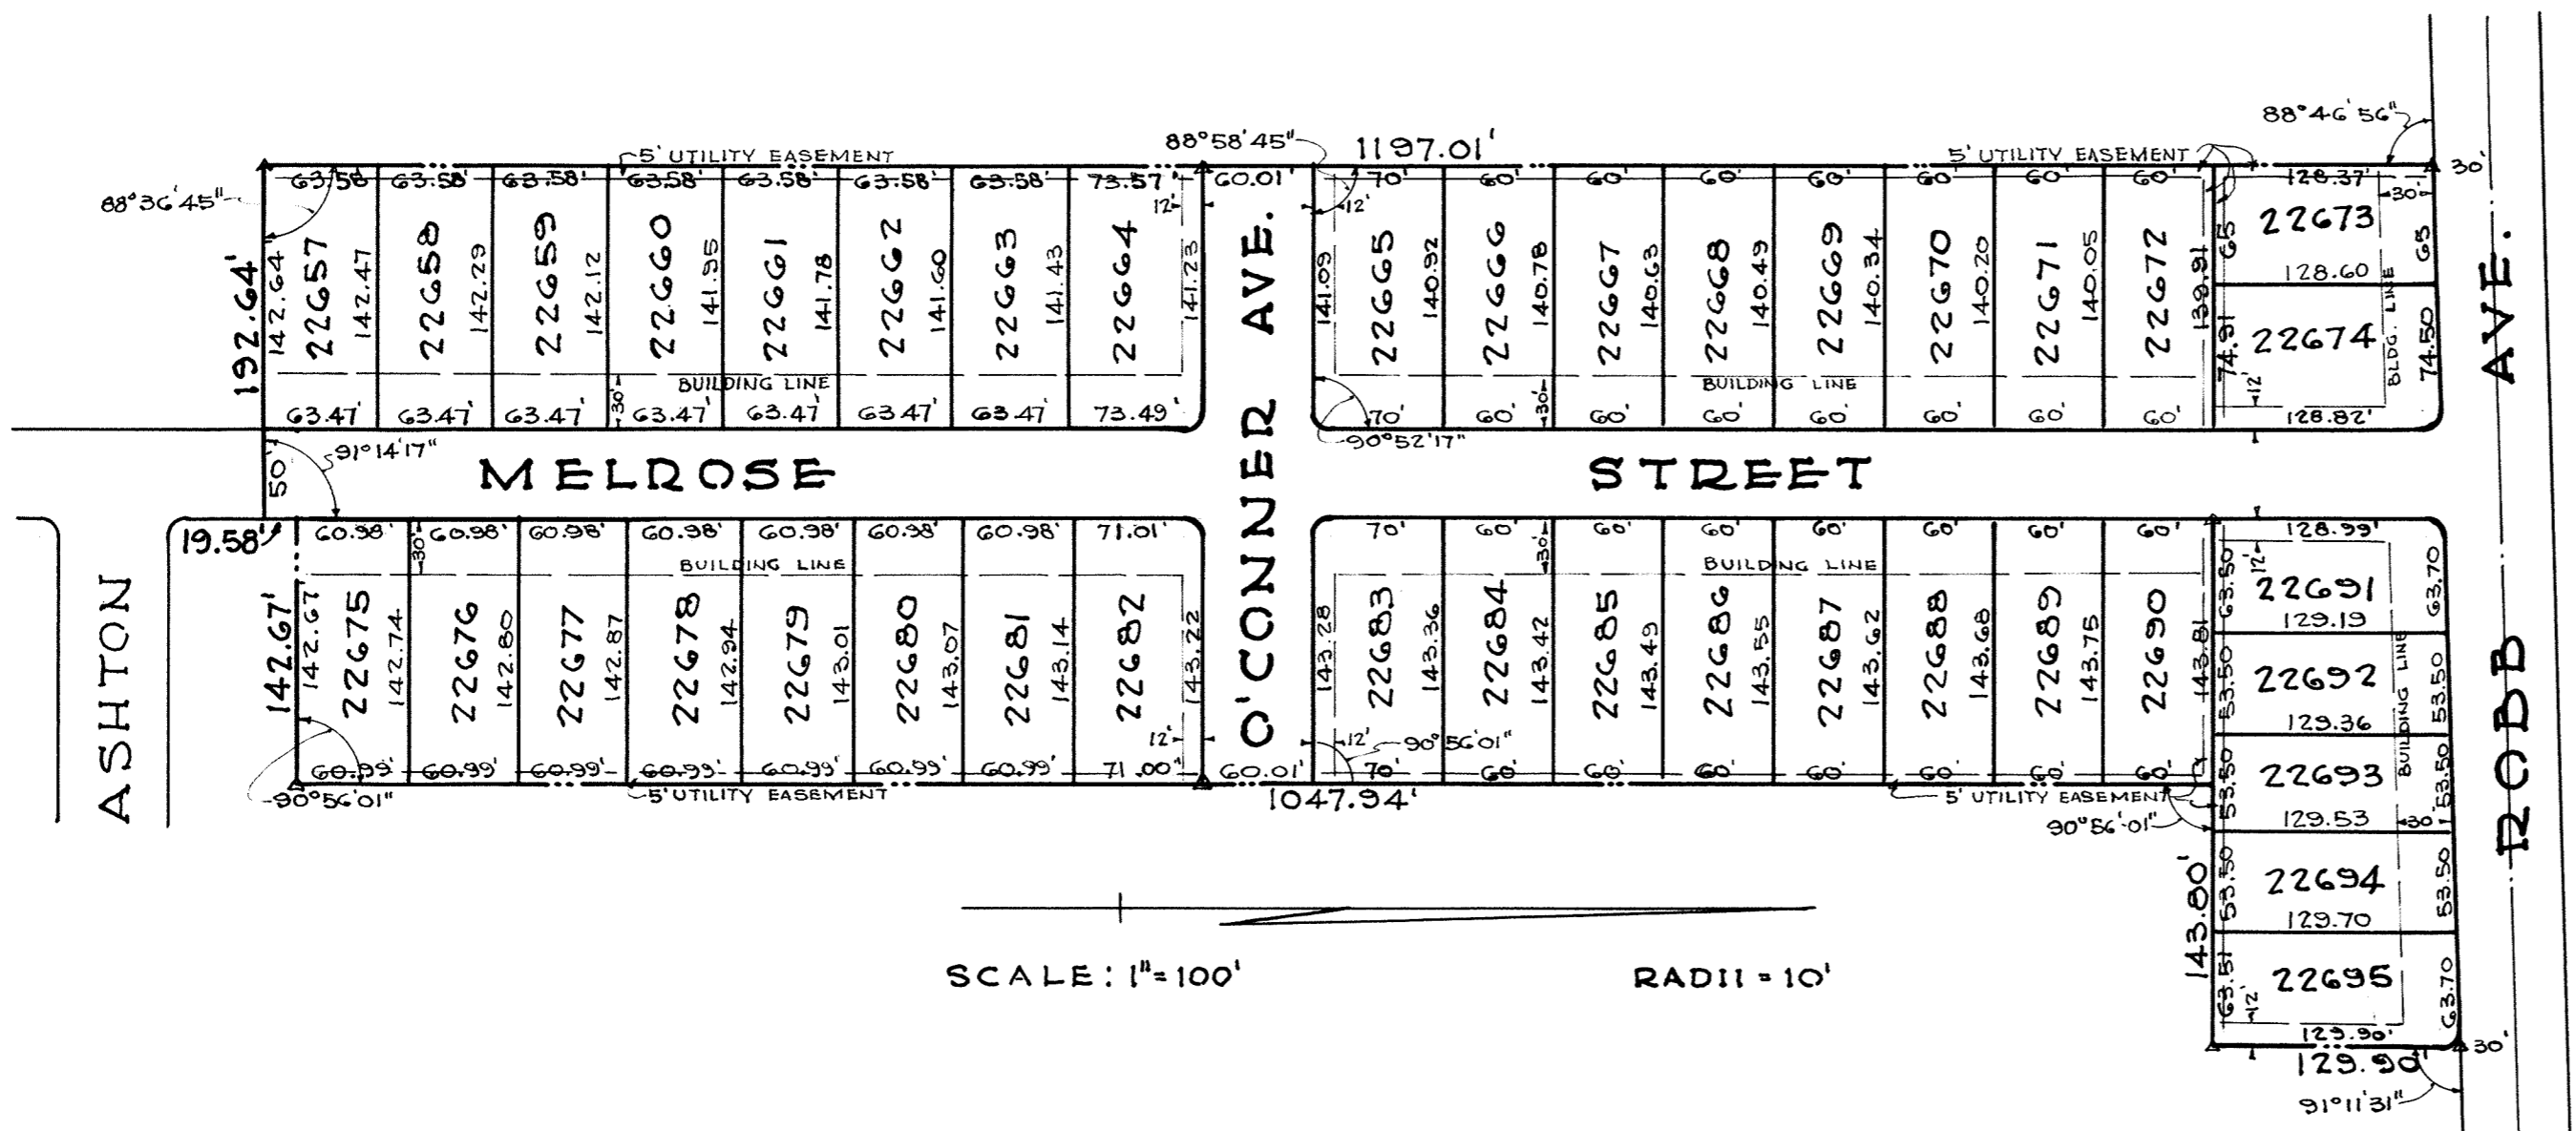 88°46'56"
88°58'45"
1197.01'
5' UTILITY EASEMENT
5' UTILITY EASEMENT
30'
63.58' 63.58' 63.58' 63.58' 63.58' 63.58' 63.58' 73.57' 60.01' 70' 60' 60' 60' 60' 60' 60' 60' 128.37'
88°36'45"
12' 12' 30'
192.64'
142.64 22657 142.47 22658 142.29 22659 142.12 22660 141.95 22661 141.78 22662 141.60 22663 141.43 22664 141.23
O'CONNER AVE.
141.09 22665 140.92 22666 140.78 22667 140.63 22668 140.49 22669 140.34 22670 140.20 22671 140.05 22672 139.91
65 22673 65
128.60
74.91 22674 74.50
BLDG. LINE
12'
BUILDING LINE
30'
BUILDING LINE
30'
63.47' 63.47' 63.47' 63.47' 63.47' 63.47' 63.47' 73.49' 70' 60' 60' 60' 60' 60' 60' 60' 128.82'
91°14'17"
90°52'17"
50'
MELROSE STREET
ROBB AVE.
ASHTON
19.58'
60.98' 60.98' 60.98' 60.98' 60.98' 60.98' 60.98' 71.01' 70' 60' 60' 60' 60' 60' 60' 60' 128.99'
30'
BUILDING LINE
30'
BUILDING LINE
12'
142.67'
142.67 22675 142.74 22676 142.80 22677 142.87 22678 142.94 22679 143.01 22680 143.07 22681 143.14 22682 143.22
143.28 22683 143.36 22684 143.42 22685 143.49 22686 143.55 22687 143.62 22688 143.68 22689 143.75 22690 143.81
63.50 22691 63.70
129.19
53.50 22692 53.50
129.36
BUILDING LINE
53.50 22693 53.50
129.53
30'
53.50 22694 53.50
129.70
63.51 22695 63.70
12'
129.90'
129.90'
30'
91°11'31"
12' 12' 90°56'01"
60.99' 60.99' 60.99' 60.99' 60.99' 60.99' 60.99' 71.00' 60.01' 70' 60' 60' 60' 60' 60' 60' 60'
90°56'01"
5' UTILITY EASEMENT
1047.94'
5' UTILITY EASEMENT
90°56'01"
143.80'
SCALE: 1"=100'
RADII = 10'